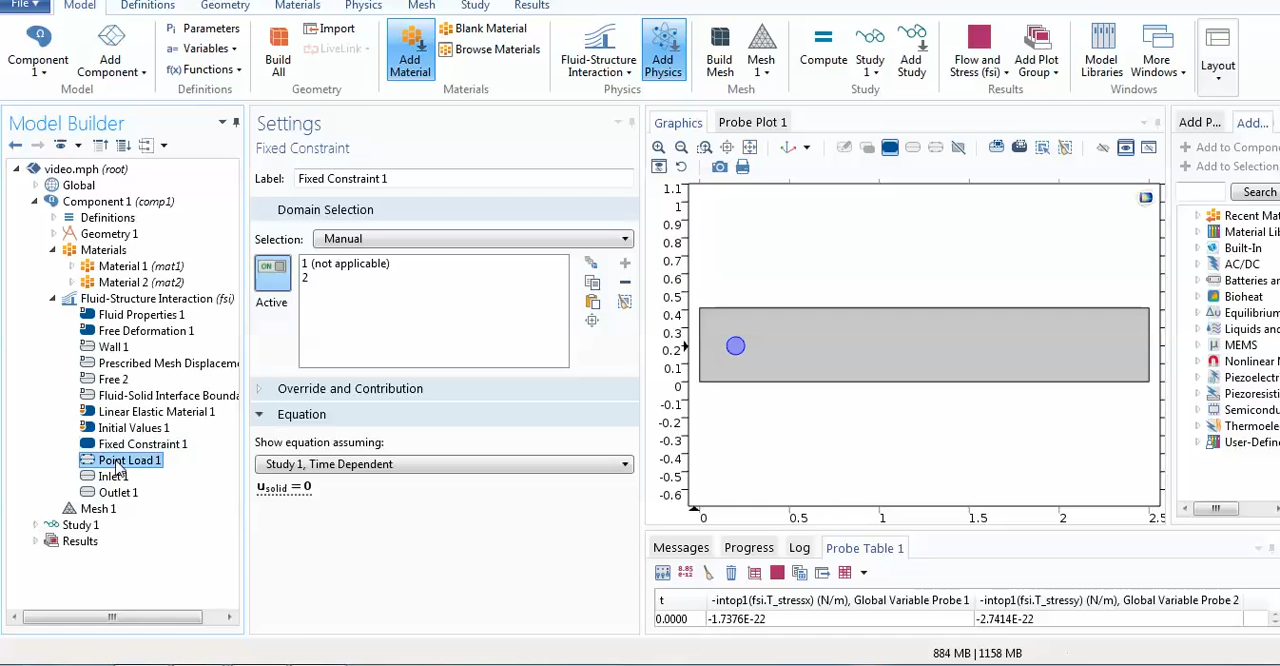 File Model Definitions Geometry Materials Physics Mesh Study Results
Component 1 Add Component Model
Parameters
a= Variables
f(x) Functions
Definitions
Build All Import LiveLink Geometry
Add Material Blank Material Browse Materials Materials
Fluid-Structure Interaction Add Physics Physics
Build Mesh Mesh 1 Mesh
Compute Study 1 Add Study Study
Flow and Stress (fsi) Add Plot Group Results
Model Libraries More Windows Windows
Layout
Model Builder
video.mph (root)
Global
Component 1 (comp1)
Definitions
Geometry 1
Materials
Material 1 (mat1)
Material 2 (mat2)
Fluid-Structure Interaction (fsi)
Fluid Properties 1
Free Deformation 1
Wall 1
Prescribed Mesh Displaceme
Free 2
Fluid-Solid Interface Bounda
Linear Elastic Material 1
Initial Values 1
Fixed Constraint 1
Point Load 1
Inlet 1
Outlet 1
Mesh 1
Study 1
Results
Settings
Fixed Constraint
Label: Fixed Constraint 1
Domain Selection
Selection: Manual
ON
Active
1 (not applicable)
2
Override and Contribution
Equation
Show equation assuming:
Study 1, Time Dependent
u_solid = 0
Graphics Probe Plot 1
1.1
1
0.9
0.8
0.7
0.6
0.5
0.4
0.3
0.2
0.1
0
-0.1
-0.2
-0.3
-0.4
-0.5
-0.6
0 0.5 1 1.5 2 2.5
Messages Progress Log Probe Table 1
8.85
e-12
t -intop1(fsi.T_stressx) (N/m), Global Variable Probe 1 -intop1(fsi.T_stressy) (N/m), Global Variable Probe 2
0.0000 -1.7376E-22 -2.7414E-22
Add P... Add...
Add to Compone
Add to Selection
Search
Recent Mat
Material Lib
Built-In
AC/DC
Batteries ar
Bioheat
Equilibrium
Liquids and
MEMS
Nonlinear M
Piezoelectr
Piezoresisti
Semicondu
Thermoele
User-Define
884 MB | 1158 MB